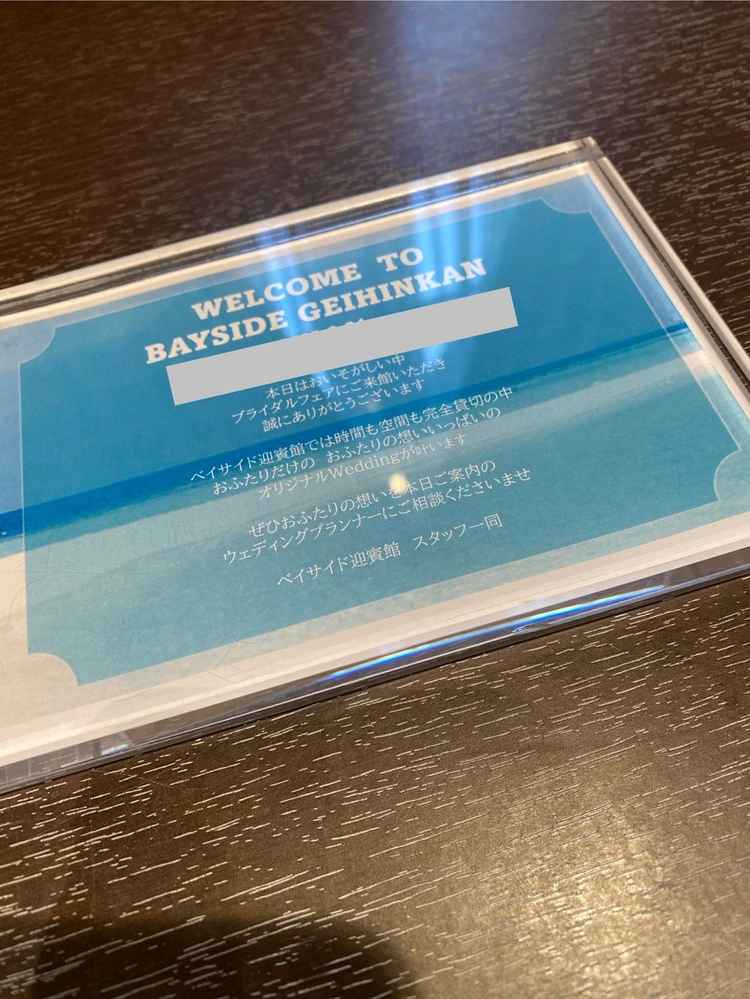 WELCOME TO
BAYSIDE GEIHINKAN
本日はおいそがしい中
ブライダルフェアにご来館いただき
誠にありがとうございます
ベイサイド迎賓館では時間も空間も完全貸切の中
おふたりだけの おふたりの想いいっぱいの
オリジナルWeddingが叶います
ぜひおふたりの想いを本日ご案内の
ウェディングプランナーにご相談くださいませ
ベイサイド迎賓館 スタッフ一同